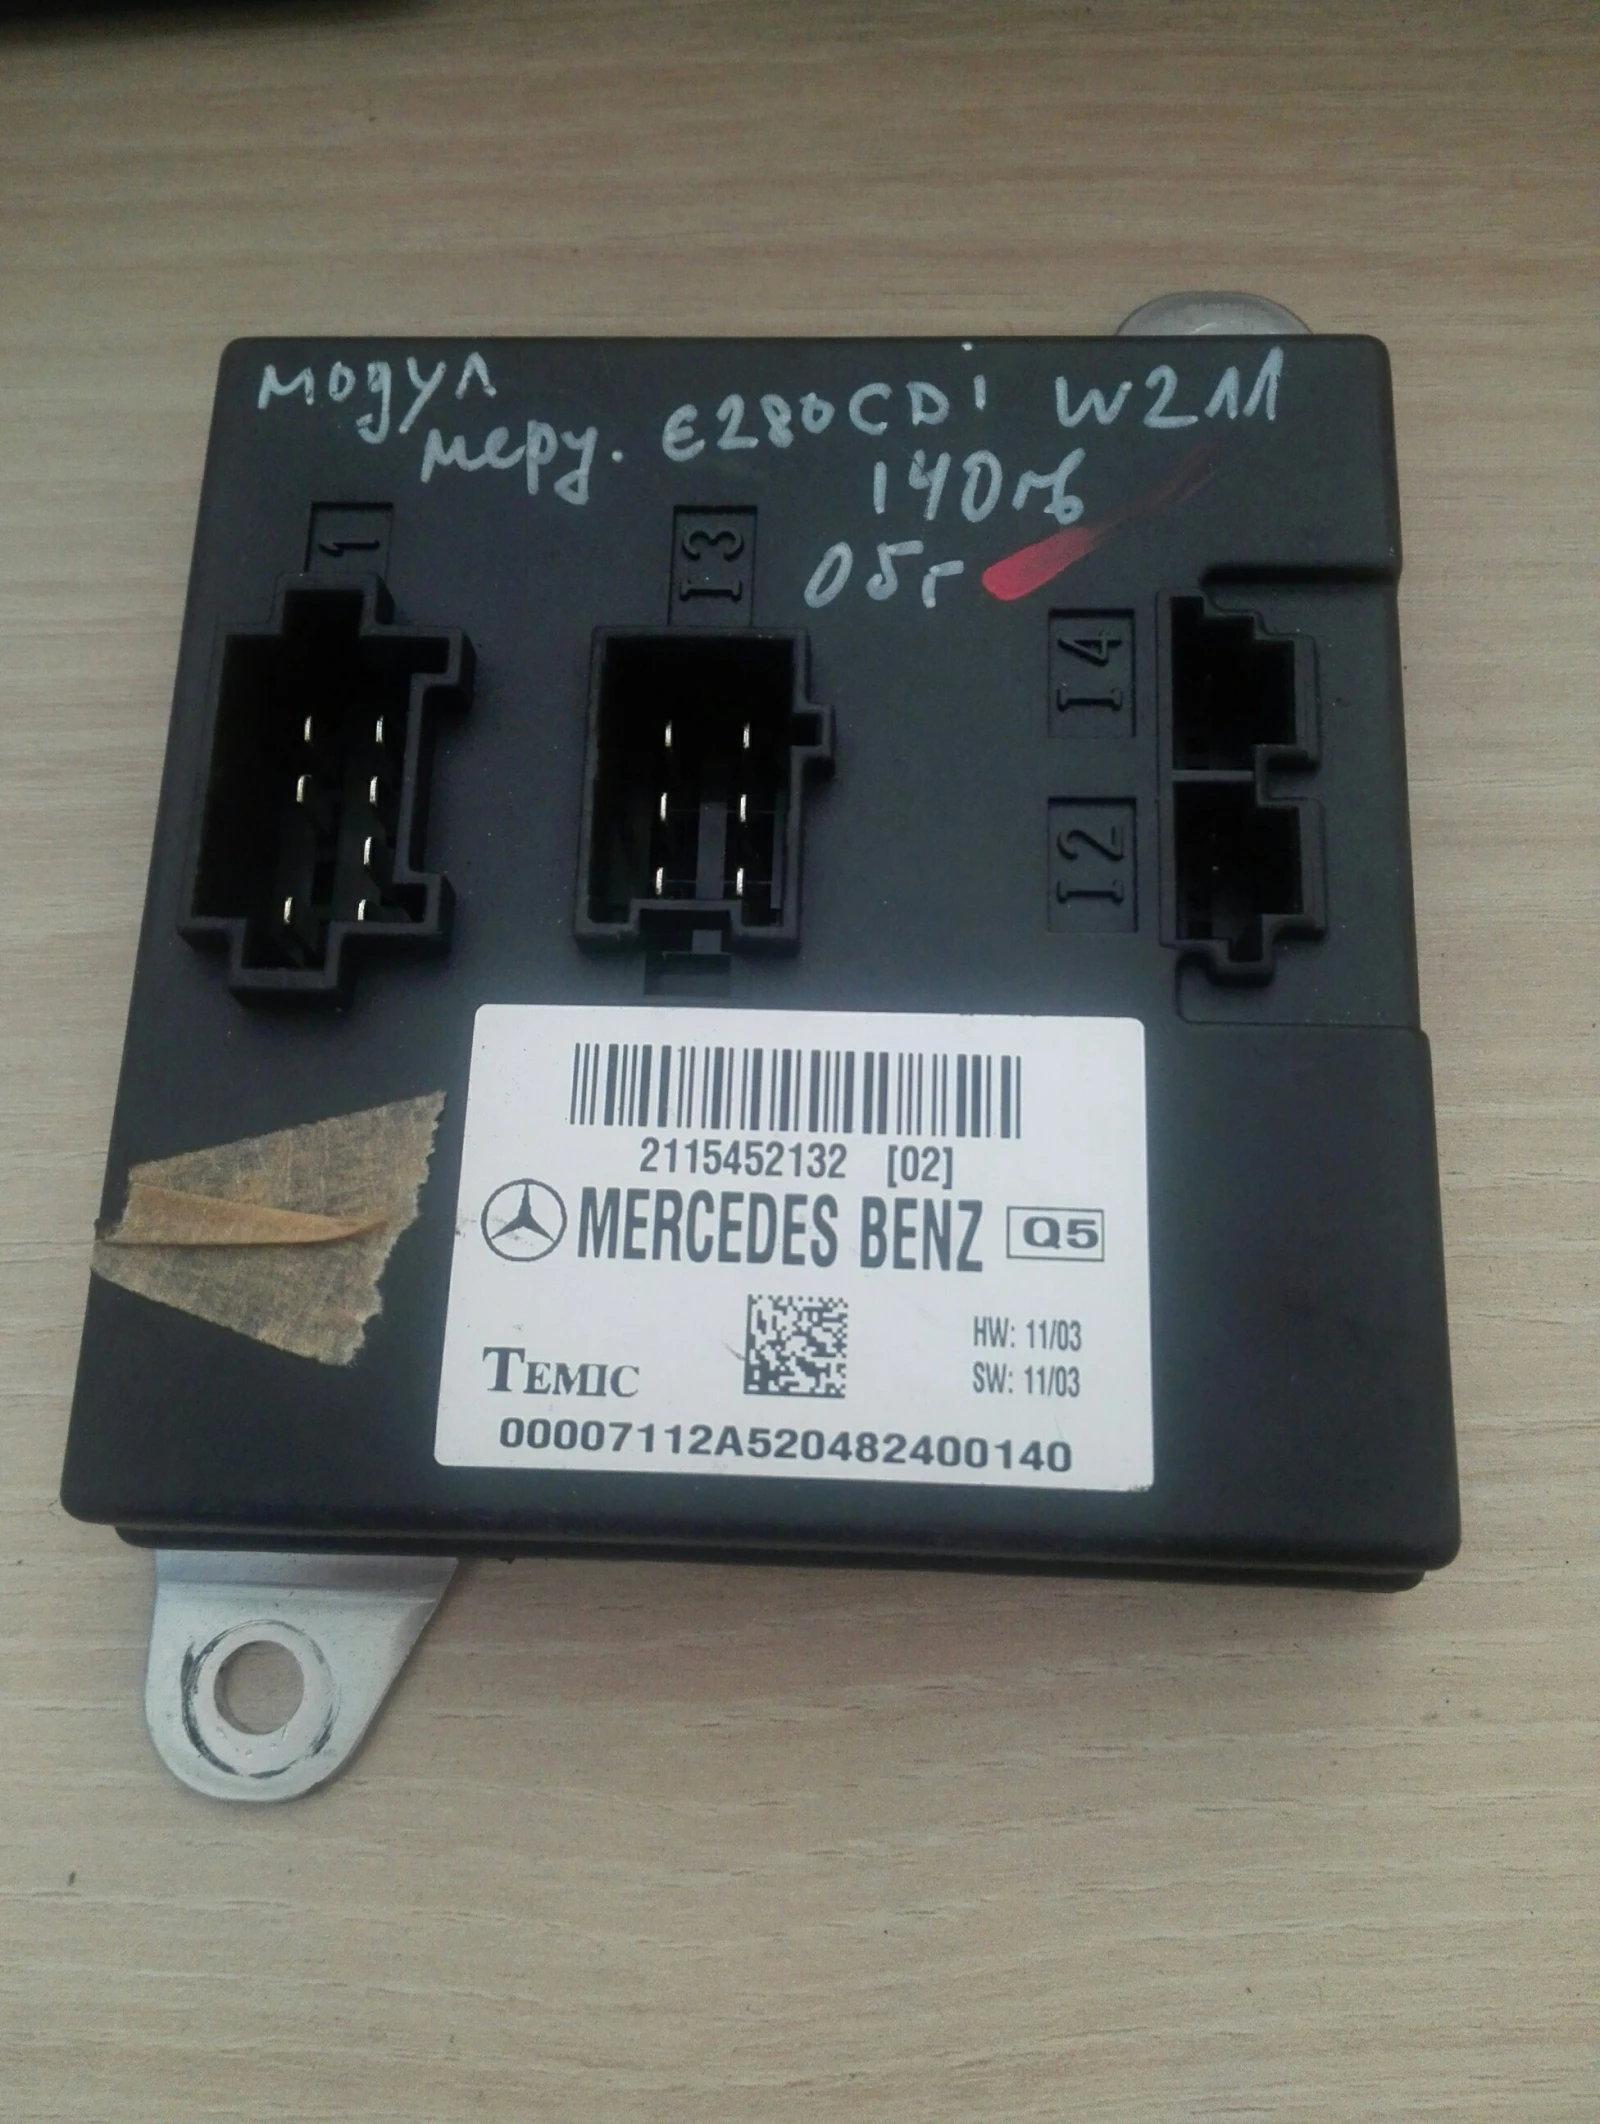 модул
мерц. E280CDi W211
140кв
05г
1
I3
I4
I2
2115452132 [02]
MERCEDES BENZ Q5
HW: 11/03
TEMIC
SW: 11/03
00007112A520482400140